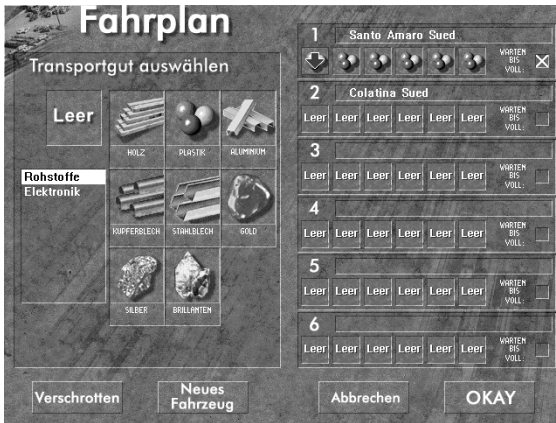 Fahrplan
Transportgut auswählen
Leer
HOLZ PLASTIK ALUMINIUM
Rohstoffe
Elektronik
KUPFERBLECH STAHLBLECH GOLD
SILBER BRILLANTEN
Verschrotten
Neues
Fahrzeug
1 Santo Amaro Sued
WARTEN
BIS
VOLL:
2 Colatina Sued
Leer Leer Leer Leer Leer Leer
WARTEN
BIS
VOLL:
3
Leer Leer Leer Leer Leer Leer
WARTEN
BIS
VOLL:
4
Leer Leer Leer Leer Leer Leer
WARTEN
BIS
VOLL:
5
Leer Leer Leer Leer Leer Leer
WARTEN
BIS
VOLL:
6
Leer Leer Leer Leer Leer Leer
WARTEN
BIS
VOLL:
Abbrechen
OKAY